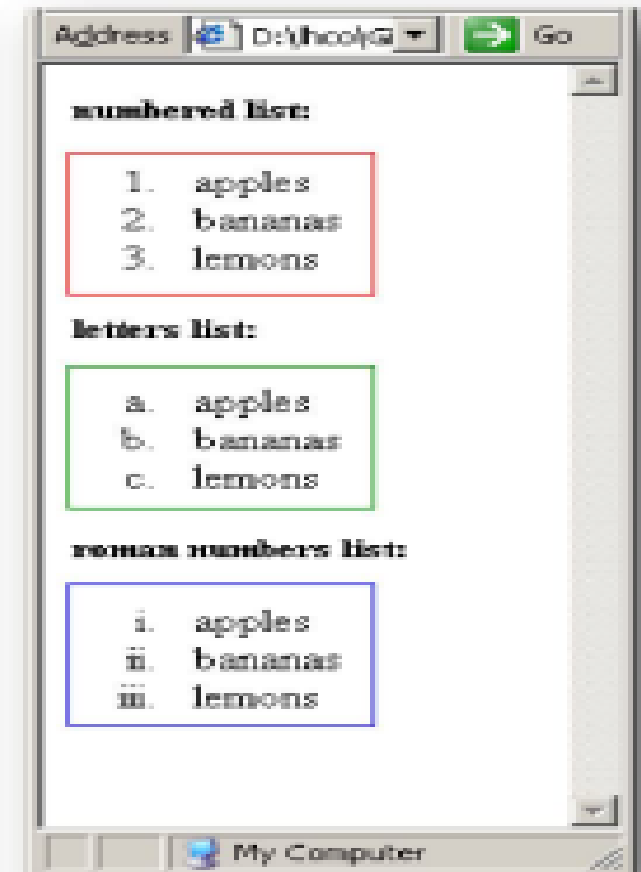 Address D:\
Go
numbered list:
1. apples
2. bananas
3. lemons
letters list:
a. apples
b. bananas
c. lemons
roman numbers list:
i. apples
ii. bananas
iii. lemons
My Computer